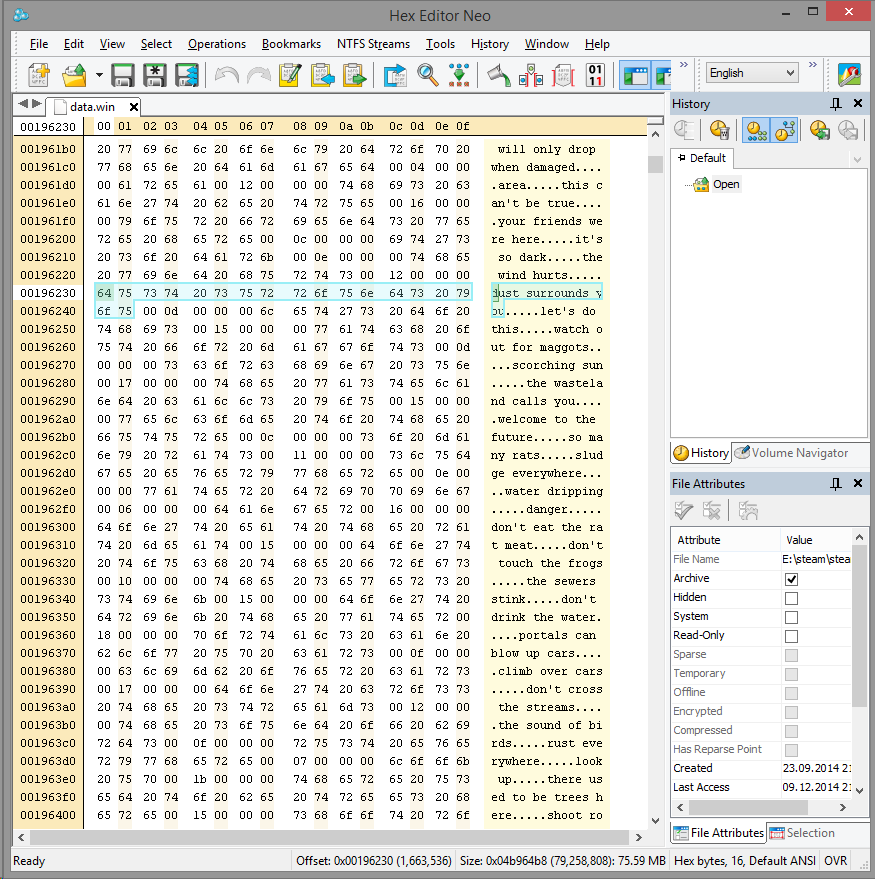 Hex Editor Neo
File Edit View Select Operations Bookmarks NTFS Streams Tools History Window Help
English
data.win
00196230 00 01 02 03 04 05 06 07 08 09 0a 0b 0c 0d 0e 0f
001961b0 20 77 69 6c 6c 20 6f 6e 6c 79 20 64 72 6f 70 20 will only drop
001961c0 77 68 65 6e 20 64 61 6d 61 67 65 64 00 04 00 00 when damaged....
001961d0 00 61 72 65 61 00 12 00 00 00 74 68 69 73 20 63 .area.....this c
001961e0 61 6e 27 74 20 62 65 20 74 72 75 65 00 16 00 00 an't be true....
001961f0 00 79 6f 75 72 20 66 72 69 65 6e 64 73 20 77 65 .your friends we
00196200 72 65 20 68 65 72 65 00 0c 00 00 00 69 74 27 73 re here.....it's
00196210 20 73 6f 20 64 61 72 6b 00 0e 00 00 00 74 68 65 so dark.....the
00196220 20 77 69 6e 64 20 68 75 72 74 73 00 12 00 00 00 wind hurts.....
00196230 64 75 73 74 20 73 75 72 72 6f 75 6e 64 73 20 79 dust surrounds y
00196240 6f 75 00 0d 00 00 00 6c 65 74 27 73 20 64 6f 20 ou.....let's do
00196250 74 68 69 73 00 15 00 00 00 77 61 74 63 68 20 6f this.....watch o
00196260 75 74 20 66 6f 72 20 6d 61 67 67 6f 74 73 00 0d ut for maggots..
00196270 00 00 00 73 63 6f 72 63 68 69 6e 67 20 73 75 6e ...scorching sun
00196280 00 17 00 00 00 74 68 65 20 77 61 73 74 65 6c 61 .....the wastela
00196290 6e 64 20 63 61 6c 6c 73 20 79 6f 75 00 15 00 00 nd calls you....
001962a0 00 77 65 6c 63 6f 6d 65 20 74 6f 20 74 68 65 20 .welcome to the
001962b0 66 75 74 75 72 65 00 0c 00 00 00 73 6f 20 6d 61 future.....so ma
001962c0 6e 79 20 72 61 74 73 00 11 00 00 00 73 6c 75 64 ny rats.....slud
001962d0 67 65 20 65 76 65 72 79 77 68 65 72 65 00 0e 00 ge everywhere...
001962e0 00 00 77 61 74 65 72 20 64 72 69 70 70 69 6e 67 ..water dripping
001962f0 00 06 00 00 00 64 61 6e 67 65 72 00 16 00 00 00 .....danger.....
00196300 64 6f 6e 27 74 20 65 61 74 20 74 68 65 20 72 61 don't eat the ra
00196310 74 20 6d 65 61 74 00 15 00 00 00 64 6f 6e 27 74 t meat.....don't
00196320 20 74 6f 75 63 68 20 74 68 65 20 66 72 6f 67 73 touch the frogs
00196330 00 10 00 00 00 74 68 65 20 73 65 77 65 72 73 20 .....the sewers
00196340 73 74 69 6e 6b 00 15 00 00 00 64 6f 6e 27 74 20 stink.....don't
00196350 64 72 69 6e 6b 20 74 68 65 20 77 61 74 65 72 00 drink the water.
00196360 18 00 00 00 70 6f 72 74 61 6c 73 20 63 61 6e 20 ....portals can
00196370 62 6c 6f 77 20 75 70 20 63 61 72 73 00 0f 00 00 blow up cars....
00196380 00 63 6c 69 6d 62 20 6f 76 65 72 20 63 61 72 73 .climb over cars
00196390 00 17 00 00 00 64 6f 6e 27 74 20 63 72 6f 73 73 .....don't cross
001963a0 20 74 68 65 20 73 74 72 65 61 6d 73 00 12 00 00 the streams....
001963b0 00 74 68 65 20 73 6f 75 6e 64 20 6f 66 20 62 69 .the sound of bi
001963c0 72 64 73 00 0f 00 00 00 72 75 73 74 20 65 76 65 rds.....rust eve
001963d0 72 79 77 68 65 72 65 00 07 00 00 00 6c 6f 6f 6b rywhere.....look
001963e0 20 75 70 00 1b 00 00 00 74 68 65 72 65 20 75 73 up.....there us
001963f0 65 64 20 74 6f 20 62 65 20 74 72 65 65 73 20 68 ed to be trees h
00196400 65 72 65 00 15 00 00 00 73 68 6f 6f 74 20 72 6f ere.....shoot ro
History
Default
Open
History Volume Navigator
File Attributes
Attribute Value
File Name E:\steam\stea
Archive
Hidden
System
Read-Only
Sparse
Temporary
Offline
Encrypted
Compressed
Has Reparse Point
Created 23.09.2014 21
Last Access 09.12.2014
File Attributes Selection
Ready Offset: 0x00196230 (1,663,536) Size: 0x04b964b8 (79,258,808): 75.59 MB Hex bytes, 16, Default ANSI OVR